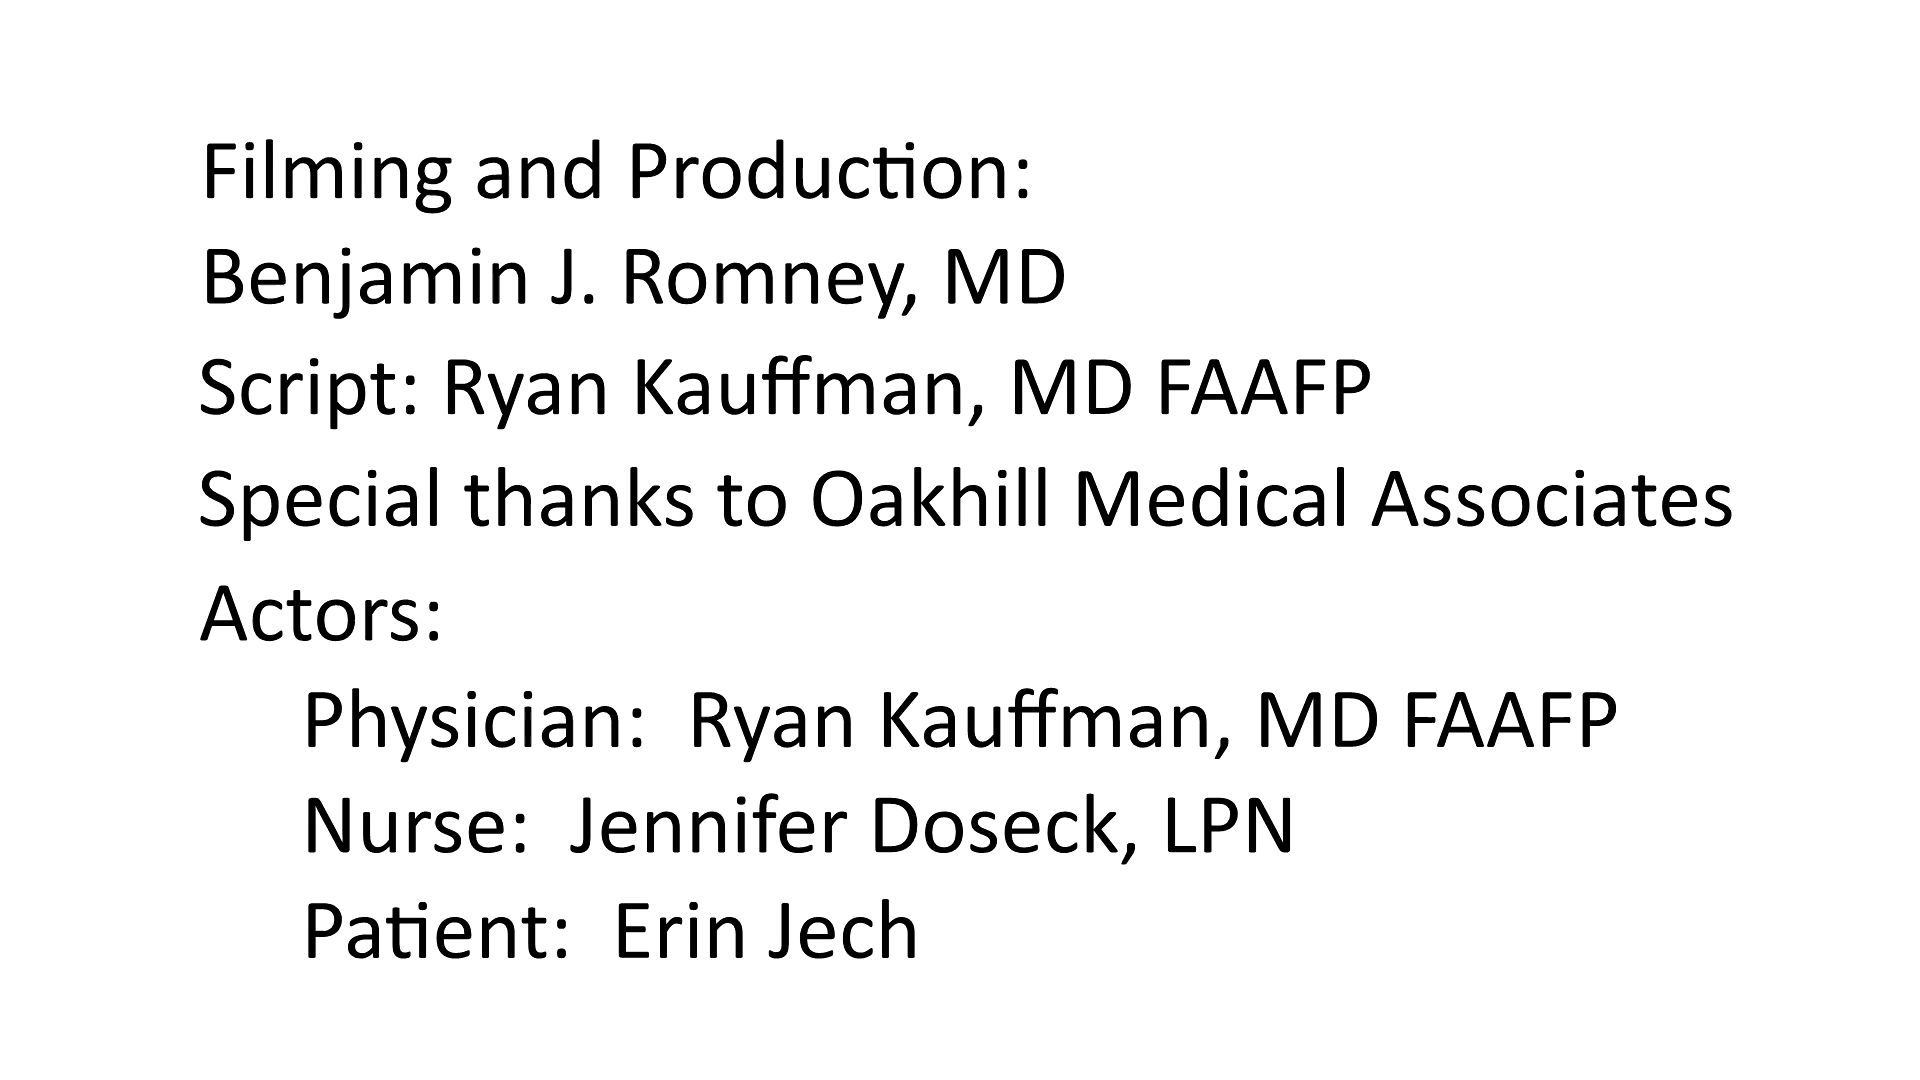 Filming and Production:
Benjamin J. Romney, MD
Script: Ryan Kauffman, MD FAAFP
Special thanks to Oakhill Medical Associates
Actors:
Physician:  Ryan Kauffman, MD FAAFP
Nurse:  Jennifer Doseck, LPN
Patient:  Erin Jech